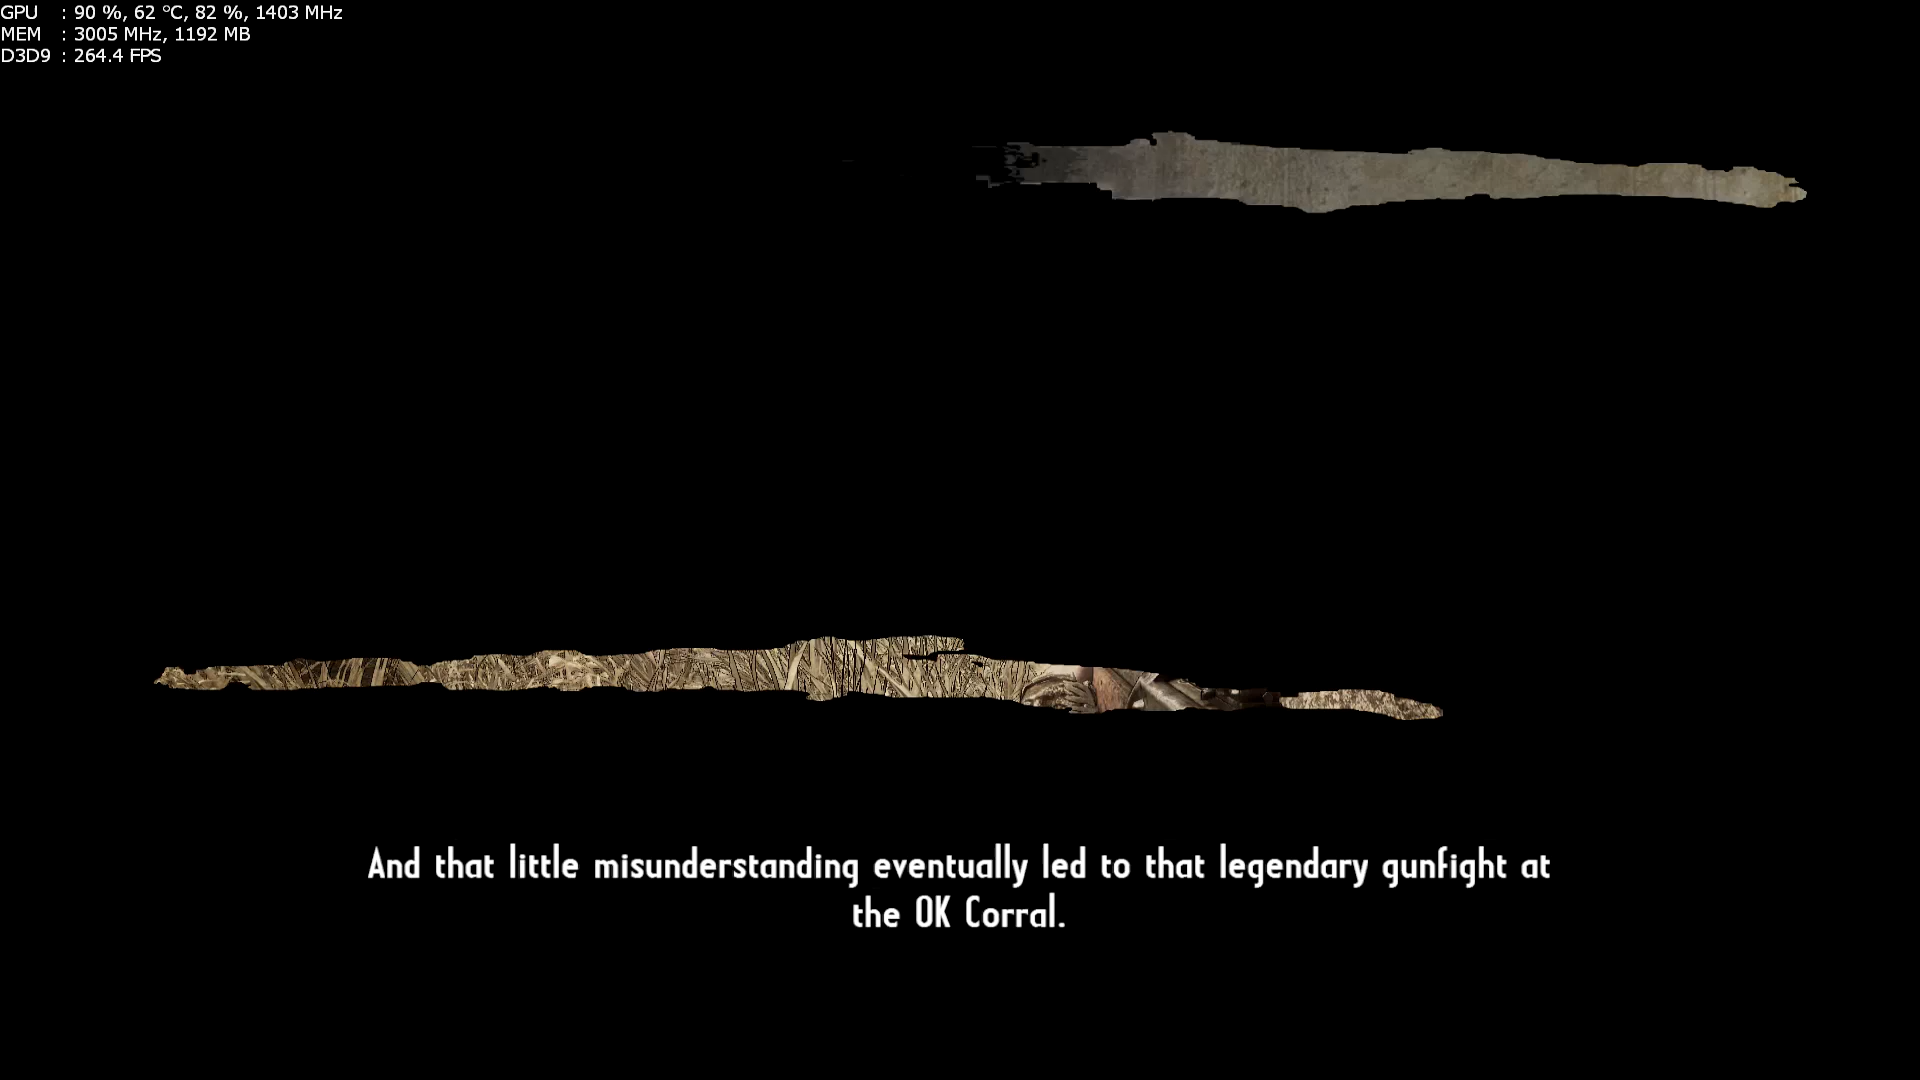 GPU : 90 %, 62 °C, 82 %, 1403 MHz
MEM : 3005 MHz, 1192 MB
D3D9 : 264.4 FPS
And that little misunderstanding eventually led to that legendary gunfight at
the OK Corral.